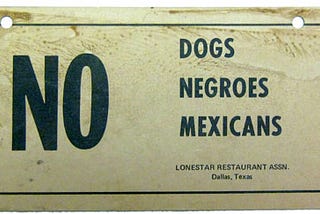 NO
DOGS
NEGROES
MEXICANS
LONESTAR RESTAURANT ASSN.
Dallas, Texas